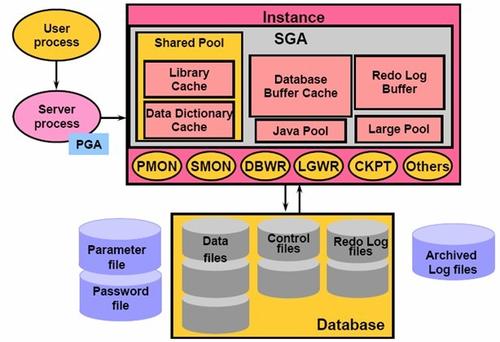 User
process
Server
process
PGA
Instance
SGA
Shared Pool
Library
Cache
Data Dictionary
Cache
Database
Buffer Cache
Redo Log
Buffer
Java Pool
Large Pool
PMON
SMON
DBWR
LGWR
CKPT
Others
Parameter
file
Password
file
Data
files
Control
files
Redo Log
files
Database
Archived
Log files